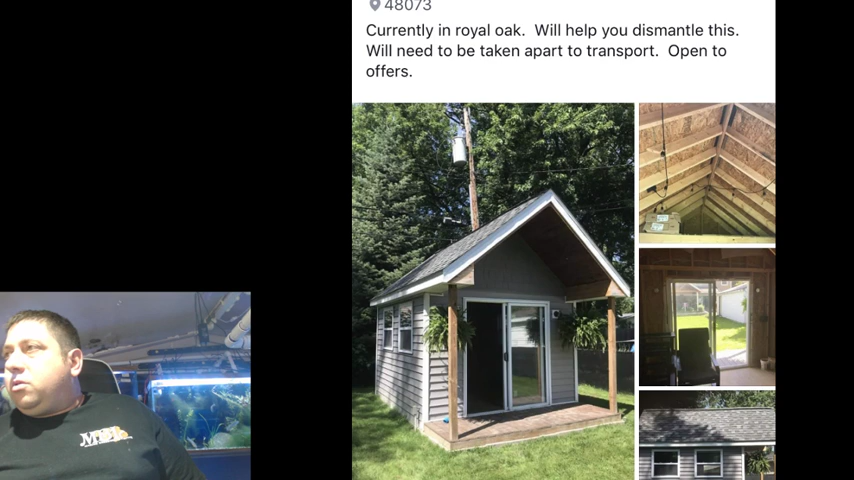 48073
Currently in royal oak. Will help you dismantle this.
Will need to be taken apart to transport. Open to
offers.